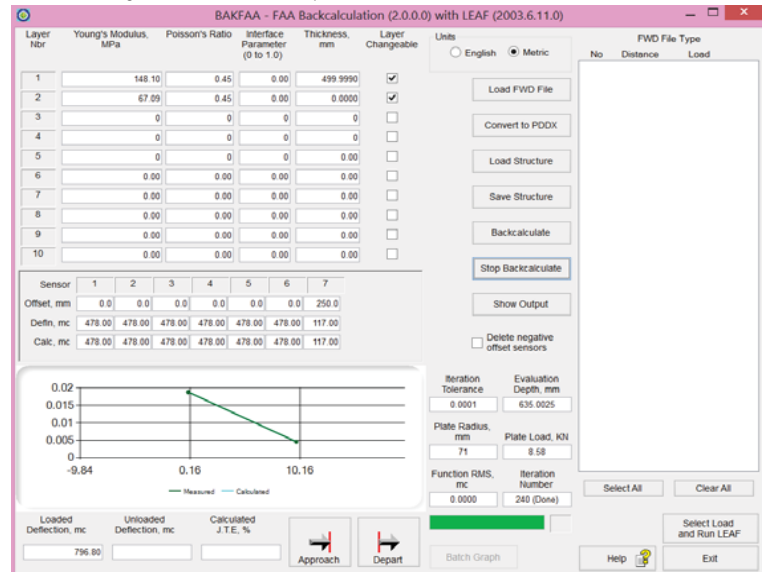 BAKFAA - FAA Backcalculation (2.0.0.0) with LEAF (2003.6.11.0)
Layer Nbr Young's Modulus, MPa Poisson's Ratio Interface Parameter (0 to 1.0) Thickness, mm Layer Changeable
1 148.10 0.45 0.00 499.9990
2 67.09 0.45 0.00 0.0000
3 0 0 0 0
4 0 0 0 0
5 0 0 0 0.00
6 0.00 0.00 0.00 0.00
7 0.00 0.00 0.00 0.00
8 0.00 0.00 0.00 0.00
9 0.00 0.00 0.00 0.00
10 0.00 0.00 0.00 0.00
Units
English Metric
Load FWD File
Convert to PDDX
Load Structure
Save Structure
Backcalculate
Stop Backcalculate
Show Output
Delete negative
offset sensors
FWD File Type
No Distance Load
Sensor 1 2 3 4 5 6 7
Offset, mm 0.0 0.0 0.0 0.0 0.0 0.0 250.0
Defln, mc 478.00 478.00 478.00 478.00 478.00 478.00 117.00
Calc, mc 478.00 478.00 478.00 478.00 478.00 478.00 117.00
0.02
0.015
0.01
0.005
0
-9.84 0.16 10.16
Measured Calculated
Iteration Tolerance Evaluation Depth, mm
0.0001 635.0025
Plate Radius, mm Plate Load, KN
71 8.58
Function RMS, mc Iteration Number
0.0000 240 (Done)
Select All Clear All
Loaded Deflection, mc Unloaded Deflection, mc Calculated J.T.E, %
796.80
Approach Depart
Batch Graph
Select Load
and Run LEAF
Help Exit